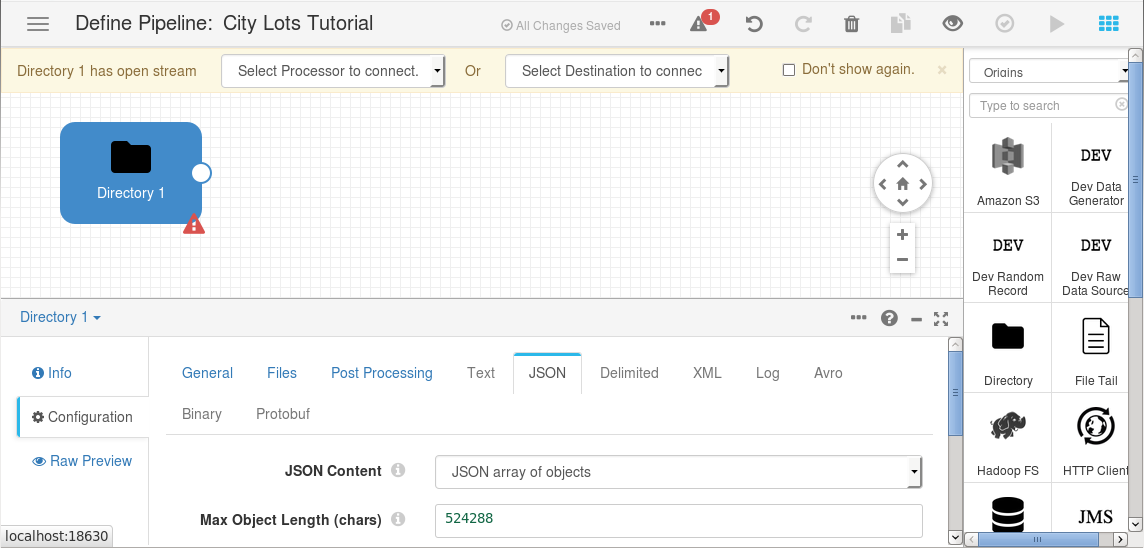 Define Pipeline: City Lots Tutorial
All Changes Saved
1
Directory 1 has open stream
Select Processor to connect.
Or
Select Destination to connec
Don't show again.
Directory 1
Origins
Type to search
Amazon S3
DEV
Dev Data
Generator
DEV
Dev Random
Record
DEV
Dev Raw
Data Source
Directory
File Tail
Hadoop FS
HTTP Client
JMS
Directory 1
Info
Configuration
Raw Preview
General
Files
Post Processing
Text
JSON
Delimited
XML
Log
Avro
Binary
Protobuf
JSON Content
JSON array of objects
Max Object Length (chars)
524288
localhost:18630